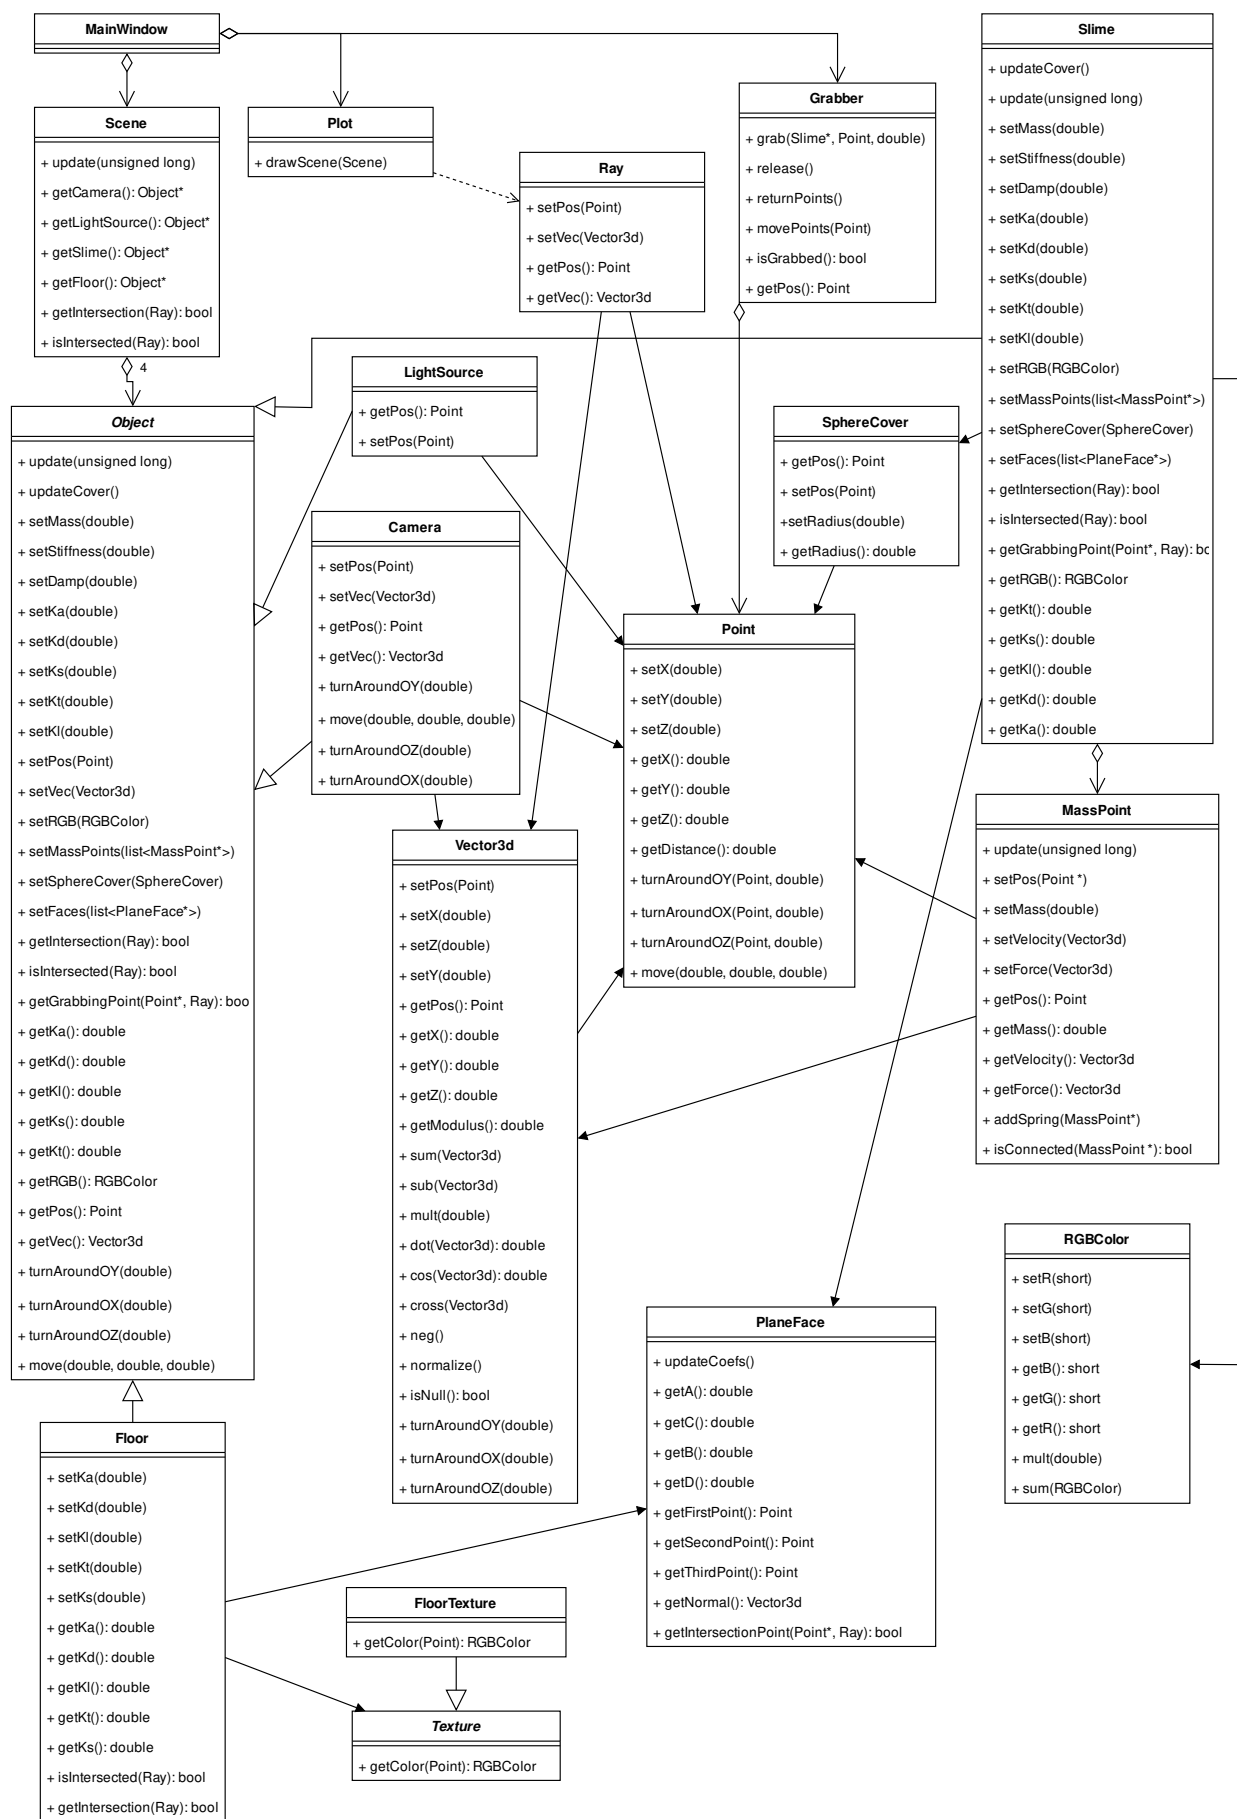 MainWindow
Scene
+ update(unsigned long)
+ getCamera(): Object*
+ getLightSource(): Object*
+ getSlime(): Object*
+ getFloor(): Object*
+ getIntersection(Ray): bool
+ isIntersected(Ray): bool
4
Plot
+ drawScene(Scene)
Ray
+ setPos(Point)
+ setVec(Vector3d)
+ getPos(): Point
+ getVec(): Vector3d
Grabber
+ grab(Slime*, Point, double)
+ release()
+ returnPoints()
+ movePoints(Point)
+ isGrabbed(): bool
+ getPos(): Point
Slime
+ updateCover()
+ update(unsigned long)
+ setMass(double)
+ setStiffness(double)
+ setDamp(double)
+ setKa(double)
+ setKd(double)
+ setKs(double)
+ setKt(double)
+ setKl(double)
+ setRGB(RGBColor)
+ setMassPoints(list<MassPoint*>)
+ setSphereCover(SphereCover)
+ setFaces(list<PlaneFace*>)
+ getIntersection(Ray): bool
+ isIntersected(Ray): bool
+ getGrabbingPoint(Point*, Ray): bc
+ getRGB(): RGBColor
+ getKt(): double
+ getKs(): double
+ getKl(): double
+ getKd(): double
+ getKa(): double
Object
+ update(unsigned long)
+ updateCover()
+ setMass(double)
+ setStiffness(double)
+ setDamp(double)
+ setKa(double)
+ setKd(double)
+ setKs(double)
+ setKt(double)
+ setKl(double)
+ setPos(Point)
+ setVec(Vector3d)
+ setRGB(RGBColor)
+ setMassPoints(list<MassPoint*>)
+ setSphereCover(SphereCover)
+ setFaces(list<PlaneFace*>)
+ getIntersection(Ray): bool
+ isIntersected(Ray): bool
+ getGrabbingPoint(Point*, Ray): boo
+ getKa(): double
+ getKd(): double
+ getKl(): double
+ getKs(): double
+ getKt(): double
+ getRGB(): RGBColor
+ getPos(): Point
+ getVec(): Vector3d
+ turnAroundOY(double)
+ turnAroundOX(double)
+ turnAroundOZ(double)
+ move(double, double, double)
LightSource
+ getPos(): Point
+ setPos(Point)
SphereCover
+ getPos(): Point
+ setPos(Point)
+setRadius(double)
+ getRadius(): double
Camera
+ setPos(Point)
+ setVec(Vector3d)
+ getPos(): Point
+ getVec(): Vector3d
+ turnAroundOY(double)
+ move(double, double, double)
+ turnAroundOZ(double)
+ turnAroundOX(double)
Point
+ setX(double)
+ setY(double)
+ setZ(double)
+ getX(): double
+ getY(): double
+ getZ(): double
+ getDistance(): double
+ turnAroundOY(Point, double)
+ turnAroundOX(Point, double)
+ turnAroundOZ(Point, double)
+ move(double, double, double)
MassPoint
+ update(unsigned long)
+ setPos(Point *)
+ setMass(double)
+ setVelocity(Vector3d)
+ setForce(Vector3d)
+ getPos(): Point
+ getMass(): double
+ getVelocity(): Vector3d
+ getForce(): Vector3d
+ addSpring(MassPoint*)
+ isConnected(MassPoint *): bool
Vector3d
+ setPos(Point)
+ setX(double)
+ setZ(double)
+ setY(double)
+ getPos(): Point
+ getX(): double
+ getY(): double
+ getZ(): double
+ getModulus(): double
+ sum(Vector3d)
+ sub(Vector3d)
+ mult(double)
+ dot(Vector3d): double
+ cos(Vector3d): double
+ cross(Vector3d)
+ neg()
+ normalize()
+ isNull(): bool
+ turnAroundOY(double)
+ turnAroundOX(double)
+ turnAroundOZ(double)
RGBColor
+ setR(short)
+ setG(short)
+ setB(short)
+ getB(): short
+ getG(): short
+ getR(): short
+ mult(double)
+ sum(RGBColor)
PlaneFace
+ updateCoefs()
+ getA(): double
+ getC(): double
+ getB(): double
+ getD(): double
+ getFirstPoint(): Point
+ getSecondPoint(): Point
+ getThirdPoint(): Point
+ getNormal(): Vector3d
+ getIntersectionPoint(Point*, Ray): bool
Floor
+ setKa(double)
+ setKd(double)
+ setKl(double)
+ setKt(double)
+ setKs(double)
+ getKa(): double
+ getKd(): double
+ getKl(): double
+ getKt(): double
+ getKs(): double
+ isIntersected(Ray): bool
+ getIntersection(Ray): bool
FloorTexture
+ getColor(Point): RGBColor
Texture
+ getColor(Point): RGBColor